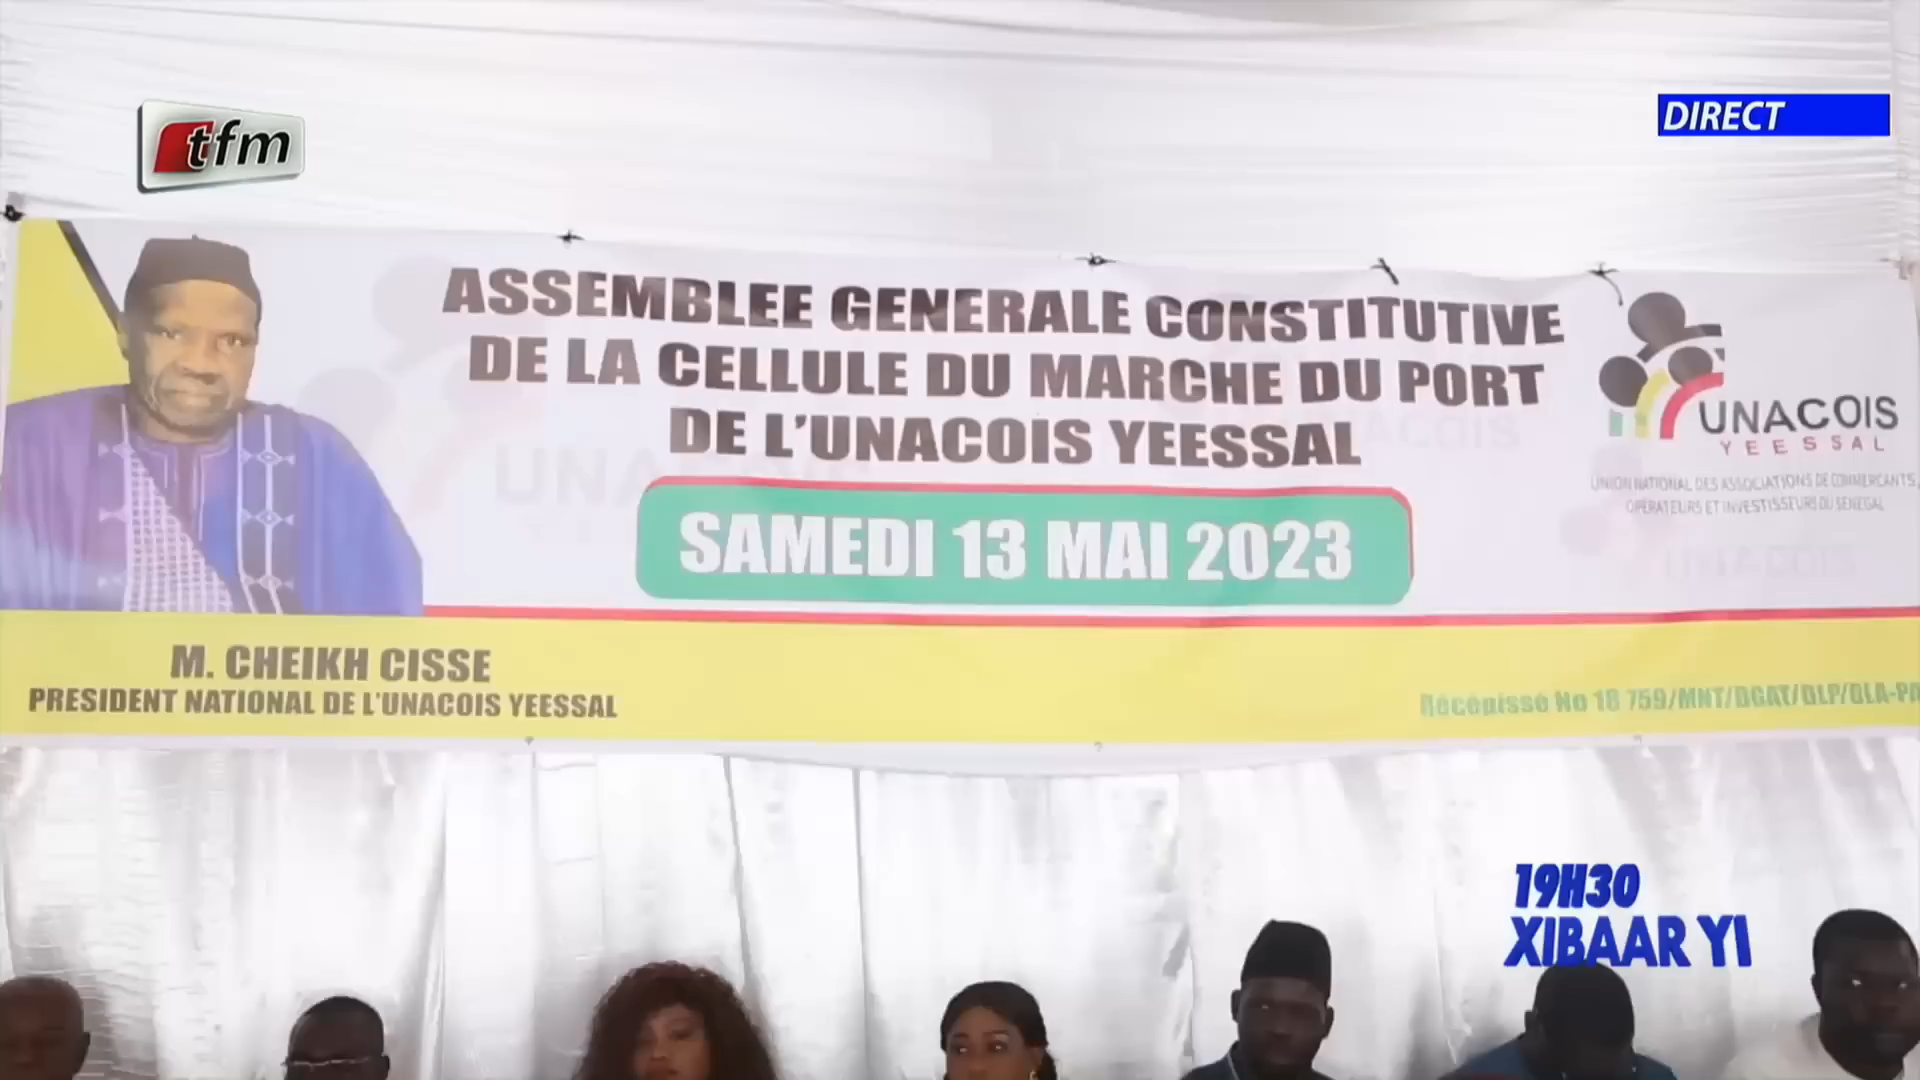 tfm
DIRECT
ASSEMBLEE GENERALE CONSTITUTIVE
DE LA CELLULE DU MARCHE DU PORT
DE L'UNACOIS YEESSAL
SAMEDI 13 MAI 2023
UNACOIS
YEESSAL
UNION NATIONAL DES ASSOCIATIONS DE COMMERCANTS,
OPERATEURS ET INVESTISSEURS DU SENEGAL
M. CHEIKH CISSE
PRESIDENT NATIONAL DE L'UNACOIS YEESSAL
Récépissé No 18 759/MNT/DGAT/DLP/DLA-PA
19H30
XIBAAR YI